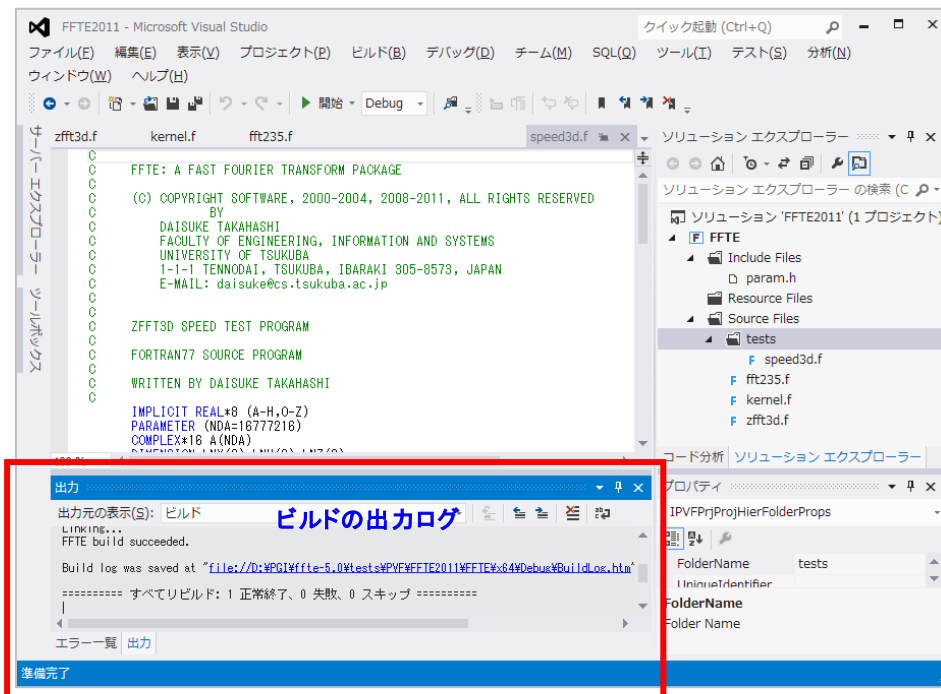 FFTE2011 - Microsoft Visual Studio
クイック起動 (Ctrl+Q)
ファイル(F) 編集(E) 表示(V) プロジェクト(P) ビルド(B) デバッグ(D) チーム(M) SQL(Q) ツール(T) テスト(S) 分析(N)
ウィンドウ(W) ヘルプ(H)
開始 Debug
サーバー エクスプローラー
ツールボックス
zfft3d.f kernel.f fft235.f speed3d.f
C
C FFTE: A FAST FOURIER TRANSFORM PACKAGE
C
C (C) COPYRIGHT SOFTWARE, 2000-2004, 2008-2011, ALL RIGHTS RESERVED
C BY
C DAISUKE TAKAHASHI
C FACULTY OF ENGINEERING, INFORMATION AND SYSTEMS
C UNIVERSITY OF TSUKUBA
C 1-1-1 TENNODAI, TSUKUBA, IBARAKI 305-8573, JAPAN
C E-MAIL: daisuke@cs.tsukuba.ac.jp
C
C
C ZFFT3D SPEED TEST PROGRAM
C
C FORTRAN77 SOURCE PROGRAM
C
C WRITTEN BY DAISUKE TAKAHASHI
C
IMPLICIT REAL*8 (A-H,O-Z)
PARAMETER (NDA=16777216)
COMPLEX*16 A(NDA)
ソリューション エクスプローラー
ソリューション エクスプローラー の検索 (C
ソリューション 'FFTE2011' (1 プロジェクト)
FFTE
Include Files
param.h
Resource Files
Source Files
tests
speed3d.f
fft235.f
kernel.f
zfft3d.f
コード分析 ソリューション エクスプローラー
出力
出力元の表示(S): ビルド
ビルドの出力ログ
Linking...
FFTE build succeeded.
Build log was saved at "file://D:¥PGI¥ffte-5.0¥tests¥PVF¥FFTE2011¥FFTE¥x64¥Debug¥BuildLog.htm"
========== すべてリビルド: 1 正常終了、0 失敗、0 スキップ ==========
エラー一覧 出力
プロパティ
IPVFPrjProjHierFolderProps
FolderName tests
UniqueIdentifier
FolderName
Folder Name
準備完了